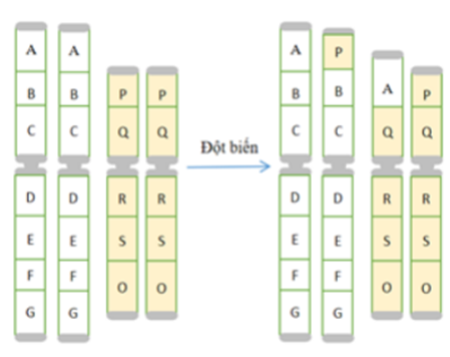 A A A P
B B P P B B A P
C C Q Q C C Q Q
Đột biến
D D R R D D R R
E E S S E E S S
F F O O F F O O
G G G G